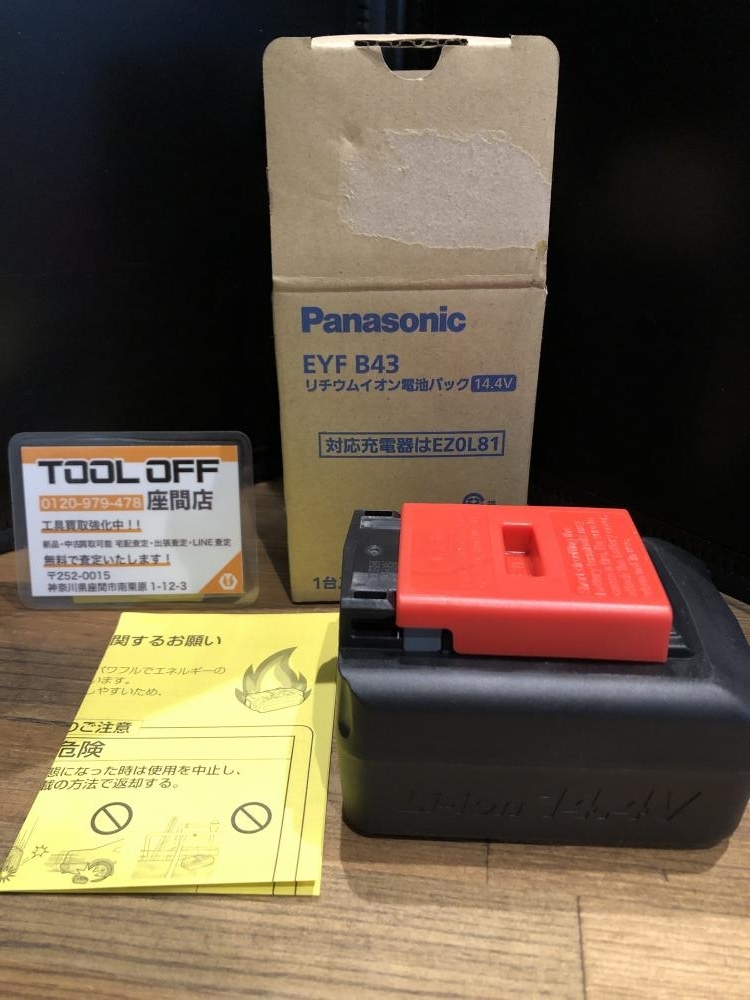 Panasonic
EYF B43
リチウムイオン電池パック 14.4V
対応充電器はEZ0L81
1台
TOOL OFF
0120-979-478 座間店
工具買取強化中!!
新品・中古買取可能 宅配査定・出張査定・LINE査定
無料で査定いたします!
〒252-0015
神奈川県座間市南栗原 1-12-3
関するお願い
パワフルでエネルギーの
います。
しやすいため、
のご注意
危険
態になった時は使用を中止し、
載の方法で返却する。
Li-Ion 14.4V